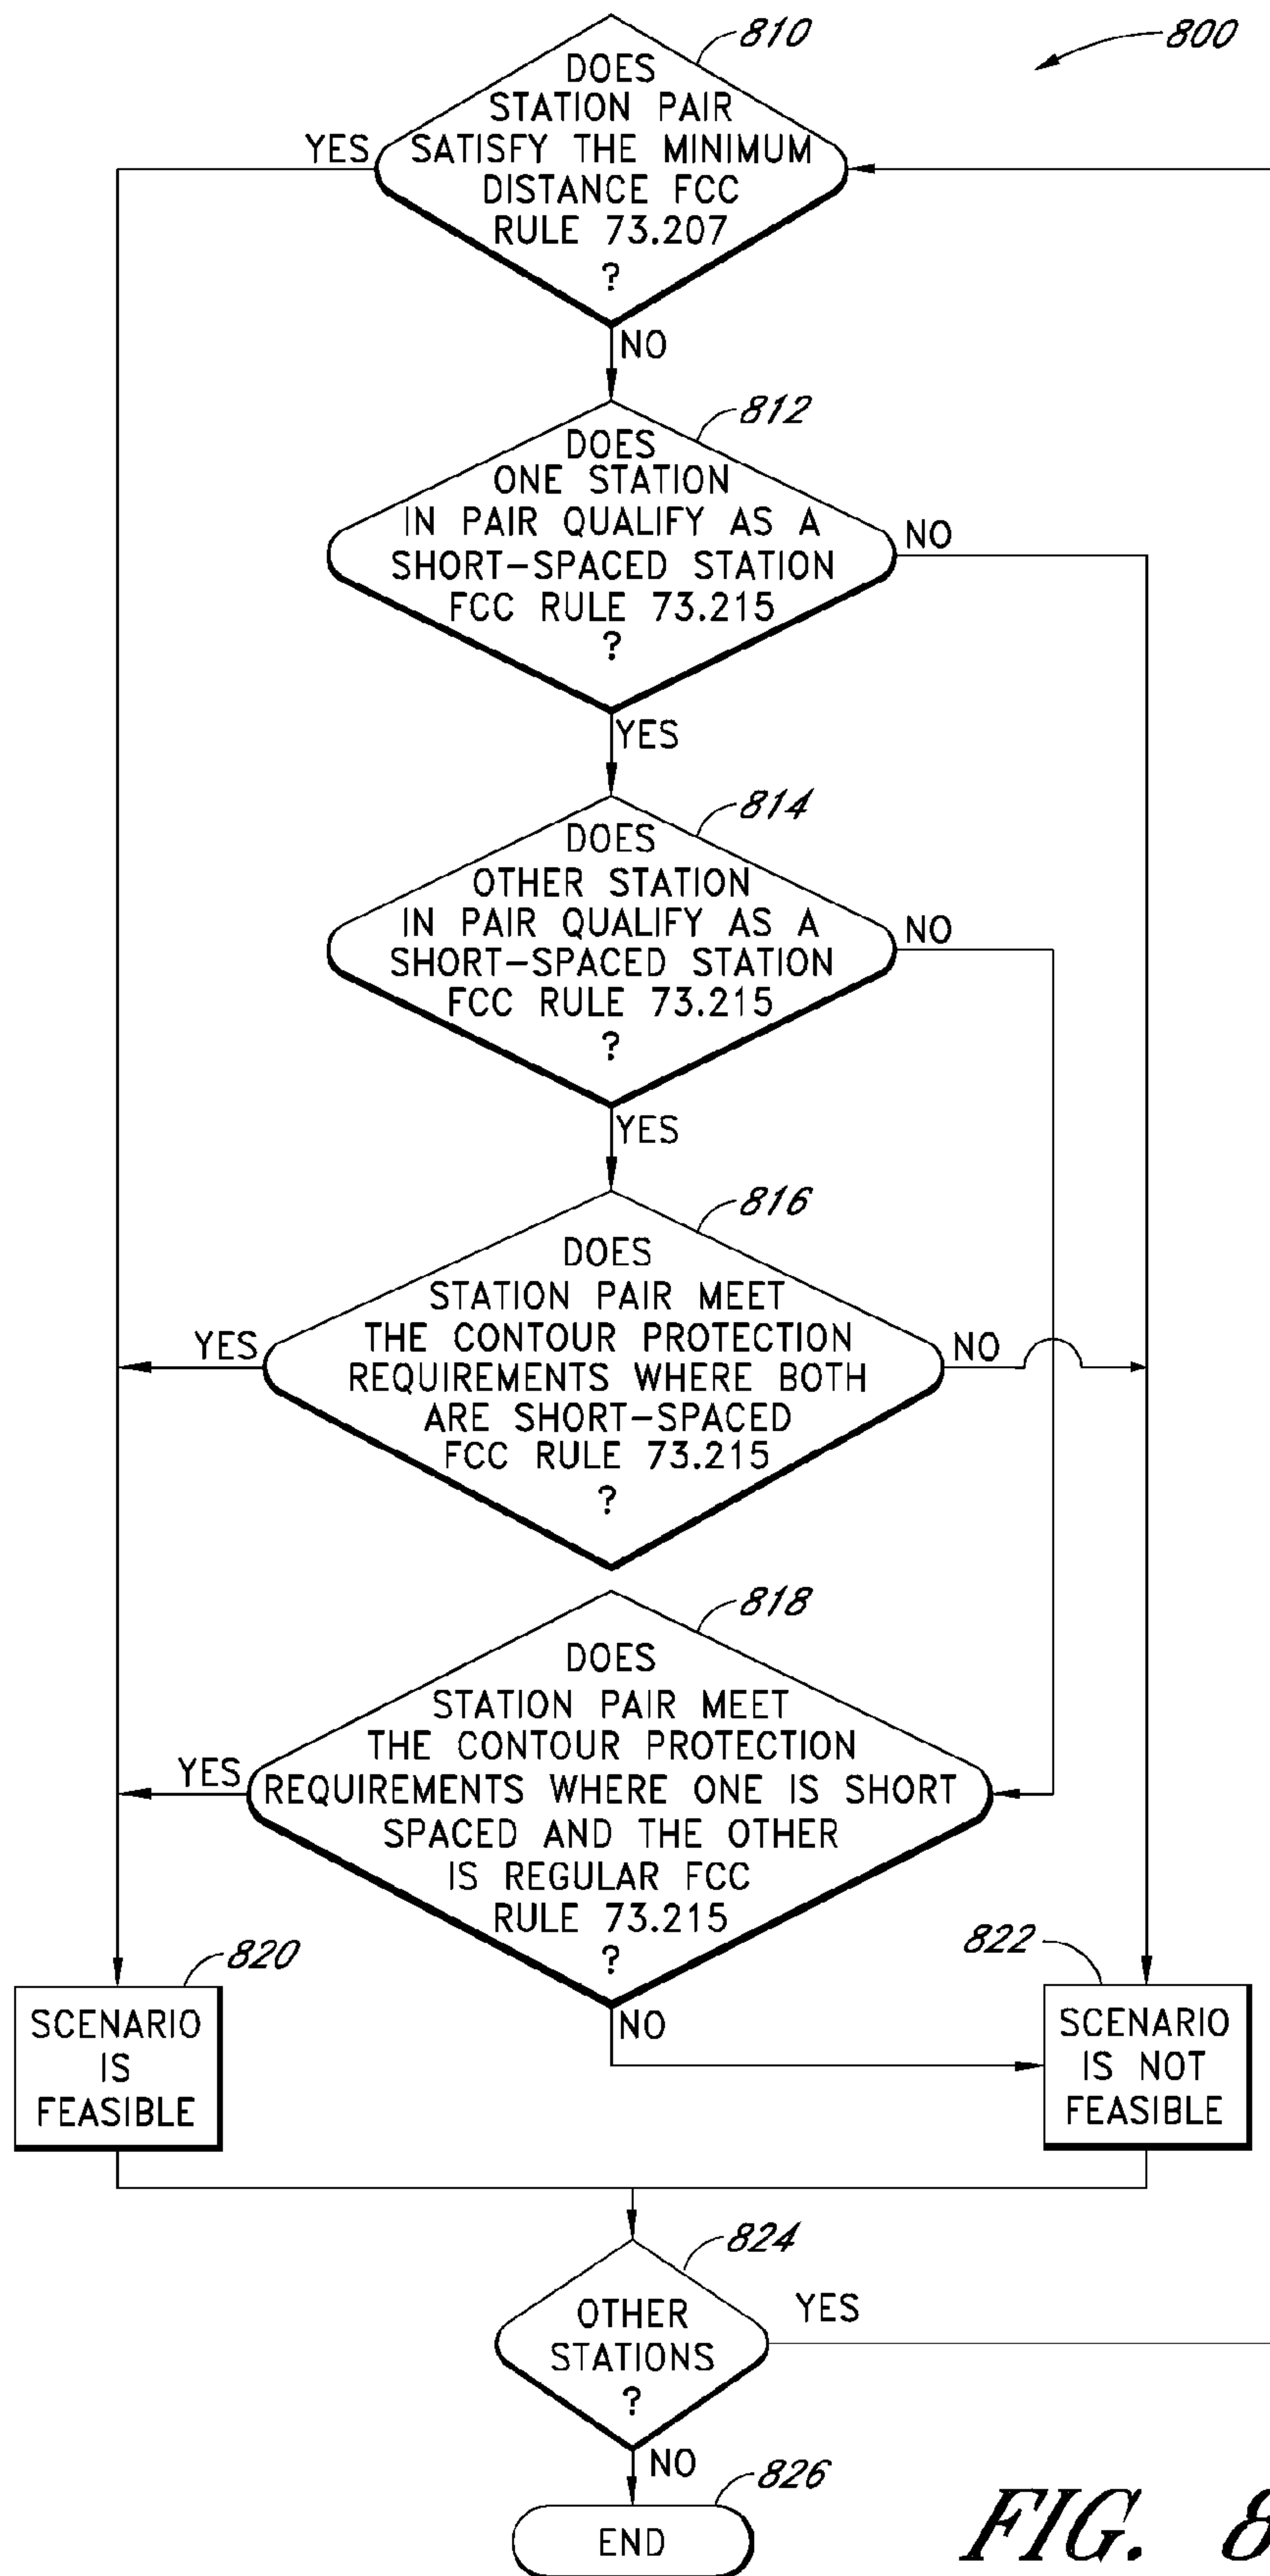 810
800
DOES
STATION PAIR
SATISFY THE MINIMUM
DISTANCE FCC
RULE 73.207
?
YES
NO
812
DOES
ONE STATION
IN PAIR QUALIFY AS A
SHORT-SPACED STATION
FCC RULE 73.215
?
NO
YES
814
DOES
OTHER STATION
IN PAIR QUALIFY AS A
SHORT-SPACED STATION
FCC RULE 73.215
?
NO
YES
816
DOES
STATION PAIR MEET
THE CONTOUR PROTECTION
REQUIREMENTS WHERE BOTH
ARE SHORT-SPACED
FCC RULE 73.215
?
YES
NO
818
DOES
STATION PAIR MEET
THE CONTOUR PROTECTION
REQUIREMENTS WHERE ONE IS SHORT
SPACED AND THE OTHER
IS REGULAR FCC
RULE 73.215
?
YES
NO
820
SCENARIO
IS
FEASIBLE
822
SCENARIO
IS NOT
FEASIBLE
824
OTHER
STATIONS
?
YES
NO
826
END
FIG. 8